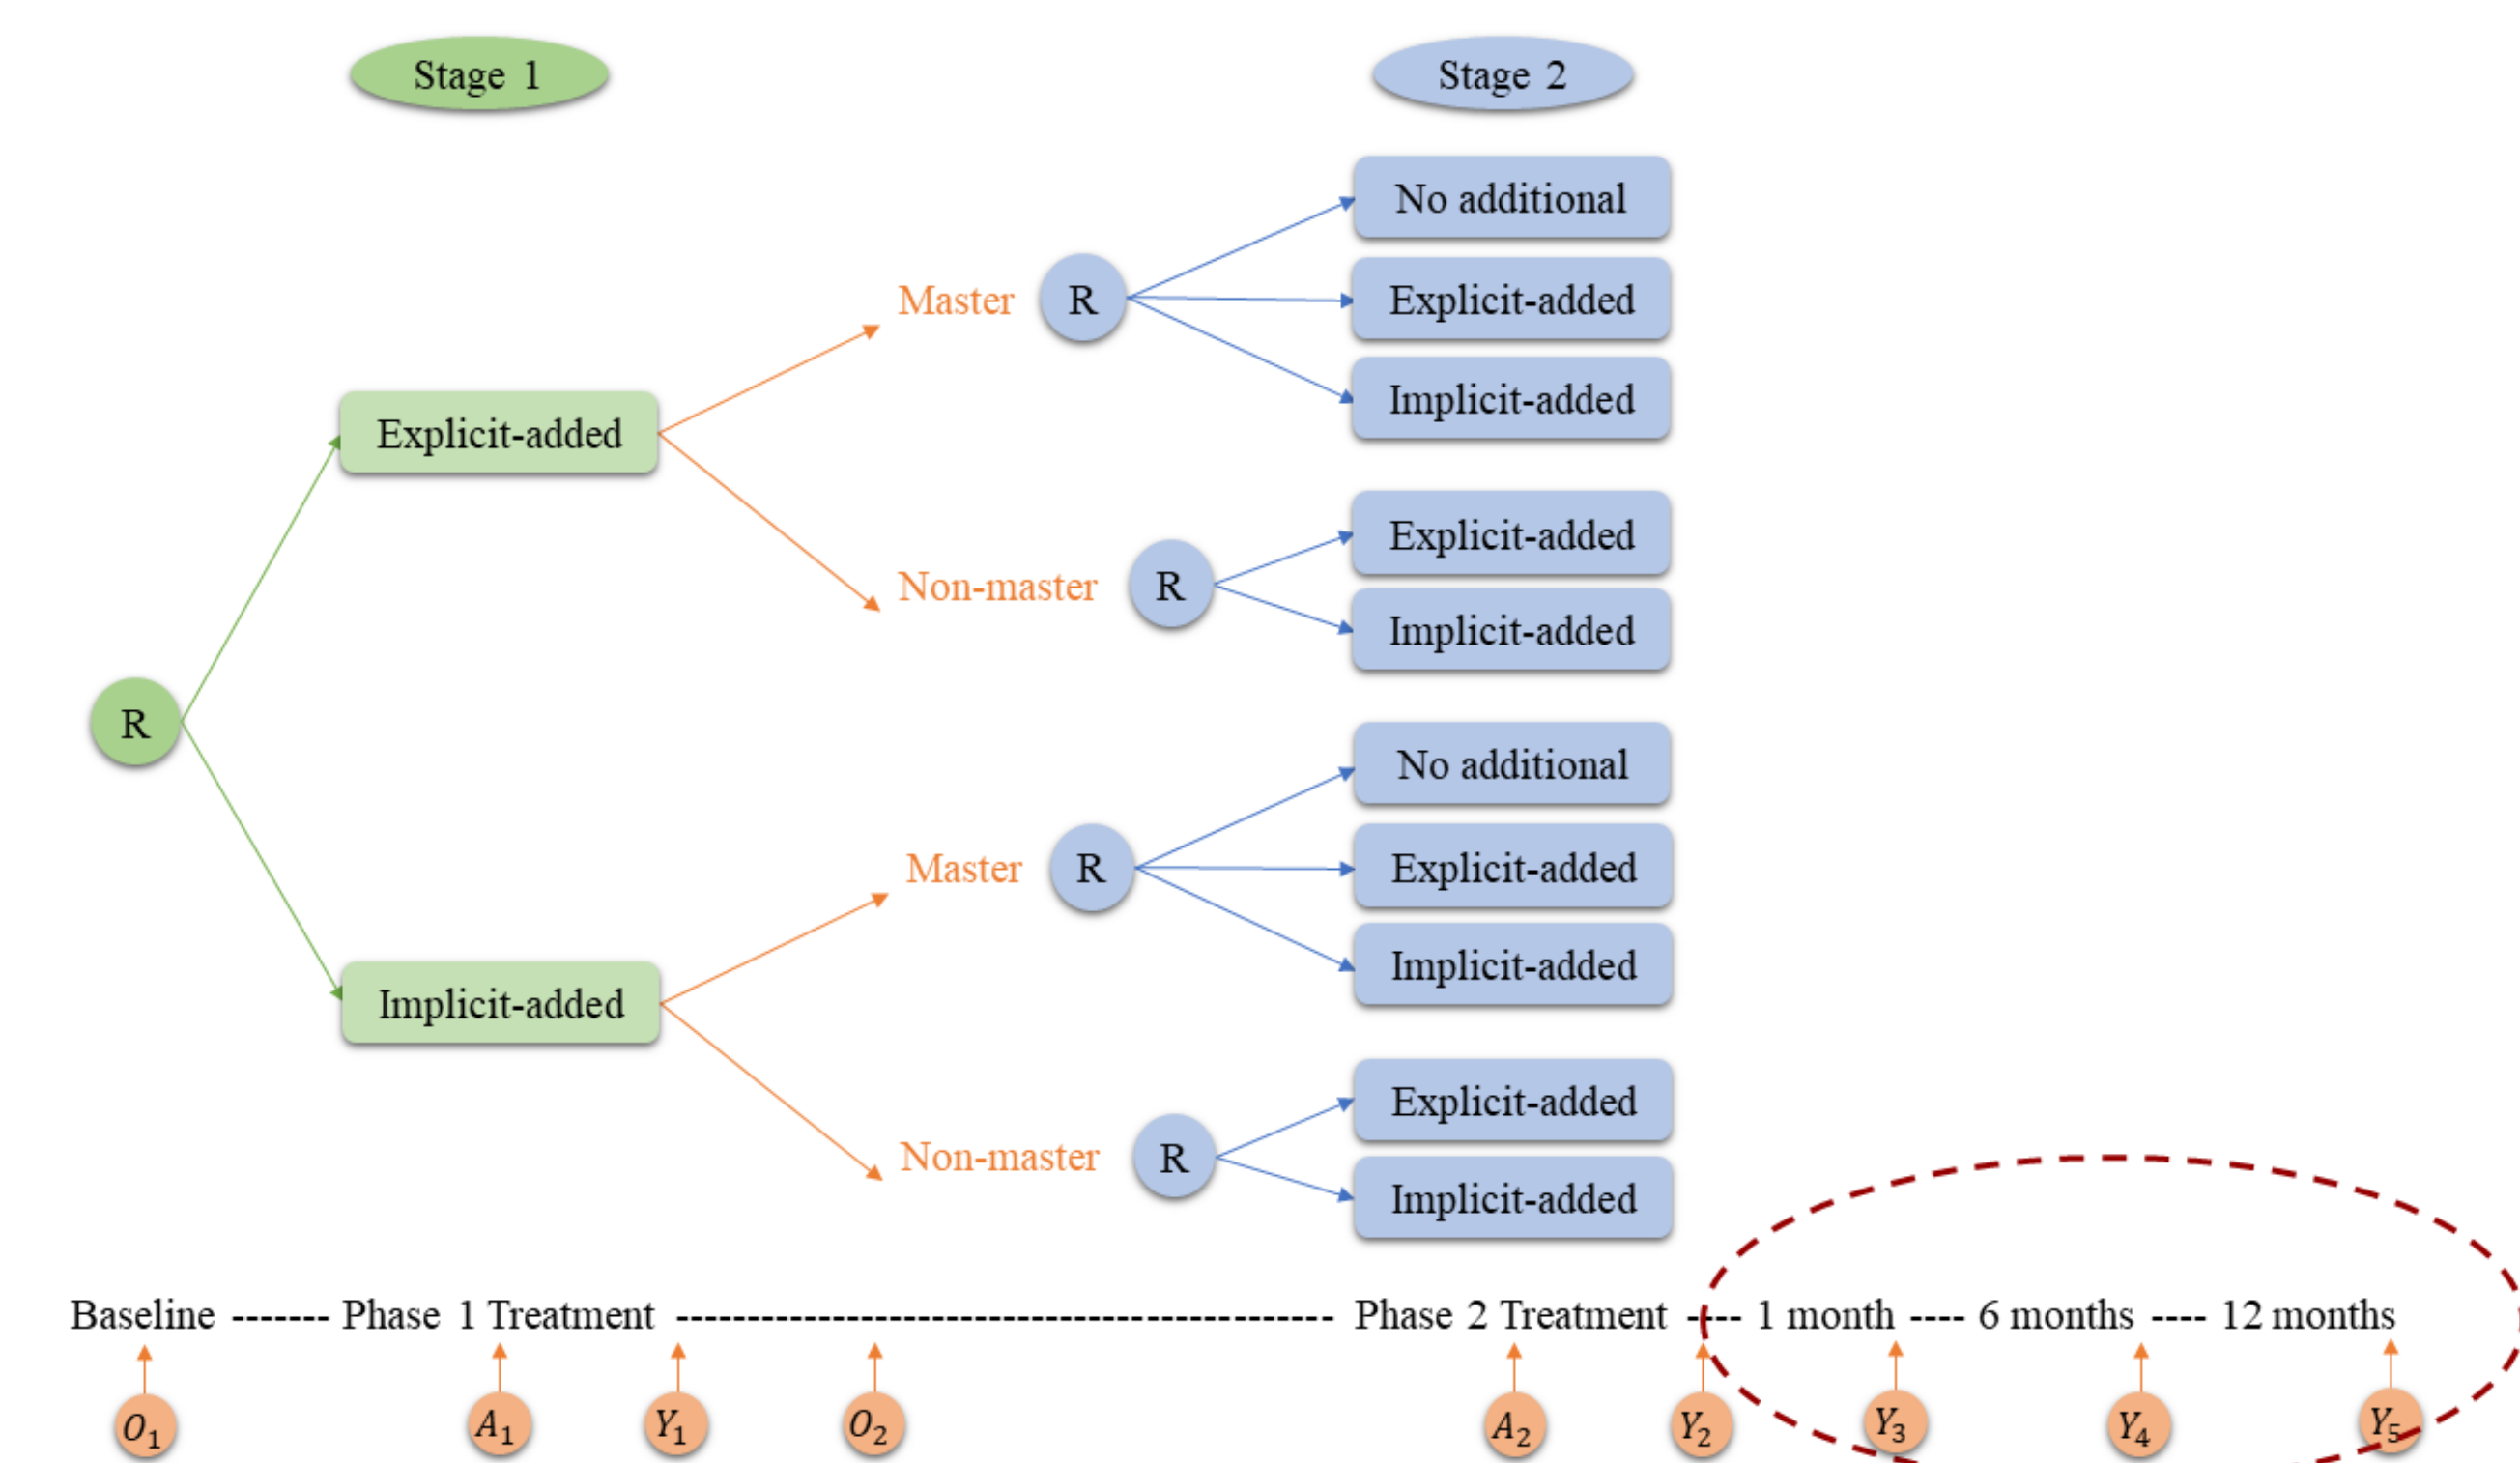 Stage 1
Stage 2
No additional
Master
R
Explicit-added
Implicit-added
Explicit-added
Explicit-added
Non-master
R
Implicit-added
R
No additional
Master
R
Explicit-added
Implicit-added
Implicit-added
Explicit-added
Non-master
R
Implicit-added
Baseline ------- Phase 1 Treatment ----------------------------------------------- Phase 2 Treatment ---- 1 month ---- 6 months ---- 12 months
O₁ A₁ Y₁ O₂ A₂ Y₂ Y₃ Y₄ Y₅